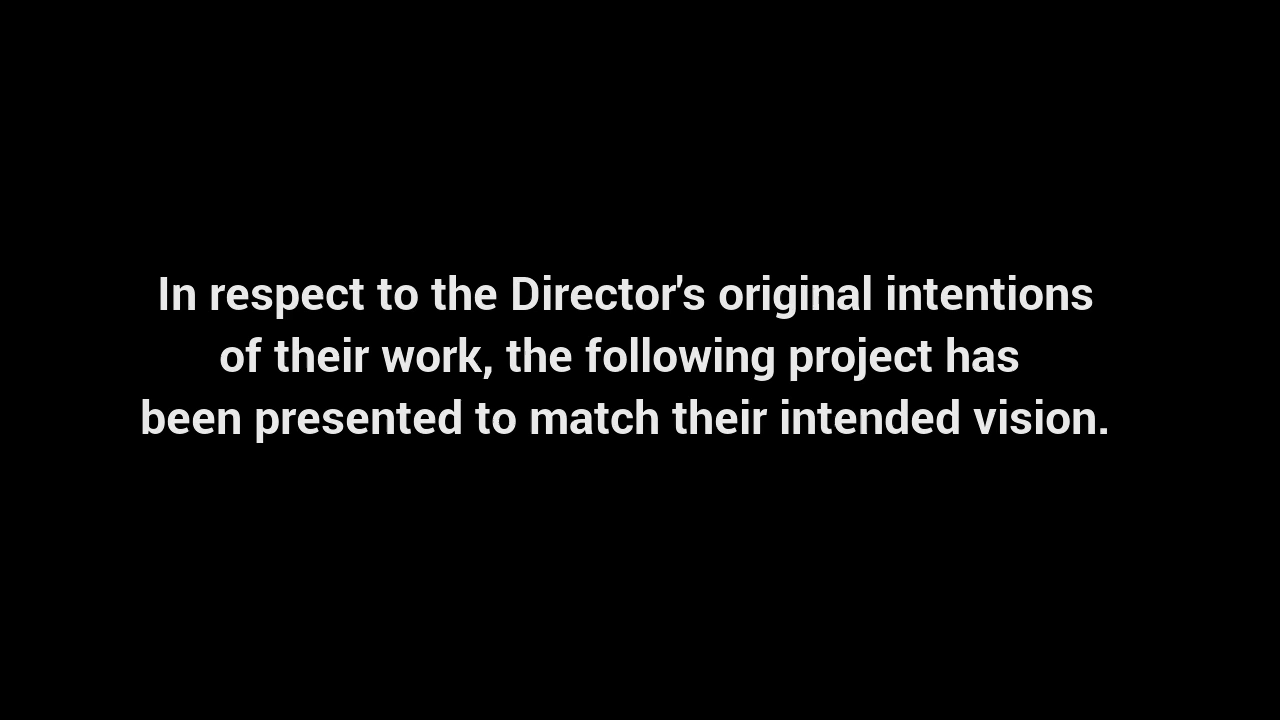 In respect to the Director's original intentions
of their work, the following project has
been presented to match their intended vision.